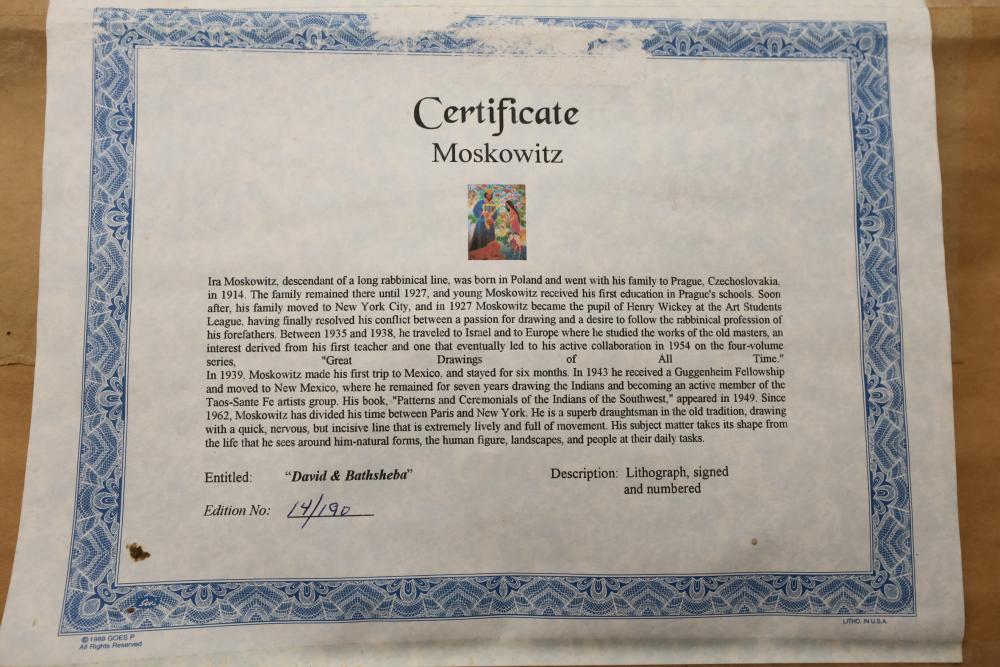 Certificate
Moskowitz
Ira Moskowitz, descendant of a long rabbinical line, was born in Poland and went with his family to Prague, Czechoslovakia,
in 1914. The family remained there until 1927, and young Moskowitz received his first education in Prague's schools. Soon
after, his family moved to New York City, and in 1927 Moskowitz became the pupil of Henry Wickey at the Art Students
League, having finally resolved his conflict between a passion for drawing and a desire to follow the rabbinical profession of
his forefathers. Between 1935 and 1938, he traveled to Israel and to Europe where he studied the works of the old masters, an
interest derived from his first teacher and one that eventually led to his active collaboration in 1954 on the four-volume
series, "Great Drawings of All Time."
In 1939, Moskowitz made his first trip to Mexico, and stayed for six months. In 1943 he received a Guggenheim Fellowship
and moved to New Mexico, where he remained for seven years drawing the Indians and becoming an active member of the
Taos-Sante Fe artists group. His book, "Patterns and Ceremonials of the Indians of the Southwest," appeared in 1949. Since
1962, Moskowitz has divided his time between Paris and New York. He is a superb draughtsman in the old tradition, drawing
with a quick, nervous, but incisive line that is extremely lively and full of movement. His subject matter takes its shape from
the life that he sees around him-natural forms, the human figure, landscapes, and people at their daily tasks.
Entitled: "David & Bathsheba" Description: Lithograph, signed
and numbered
Edition No: 14/190
© 1989 GOES P
All Rights Reserved
LITHO. IN U.S.A.